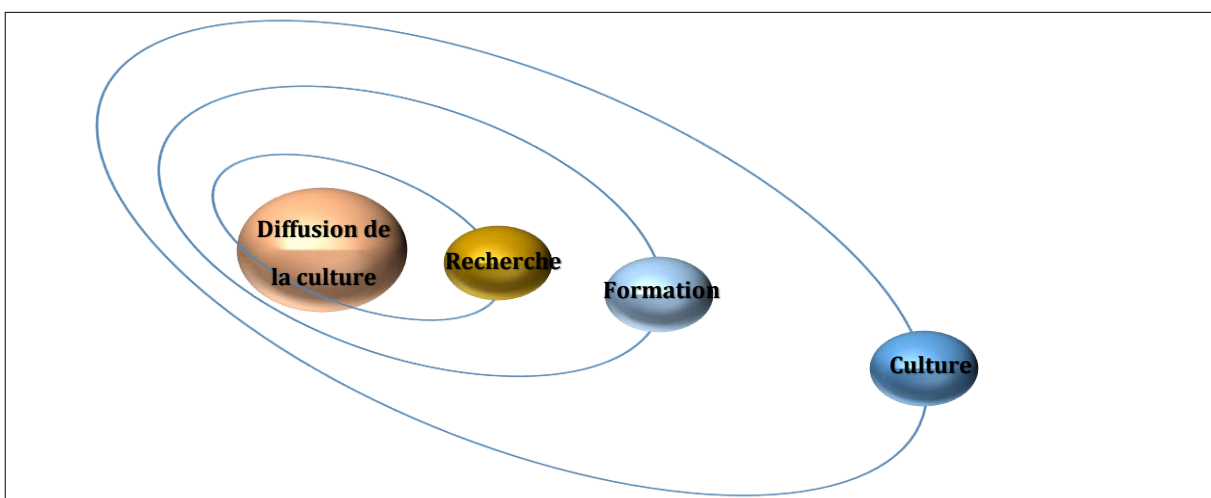 Diffusion de
la culture
Recherche
Formation
Culture